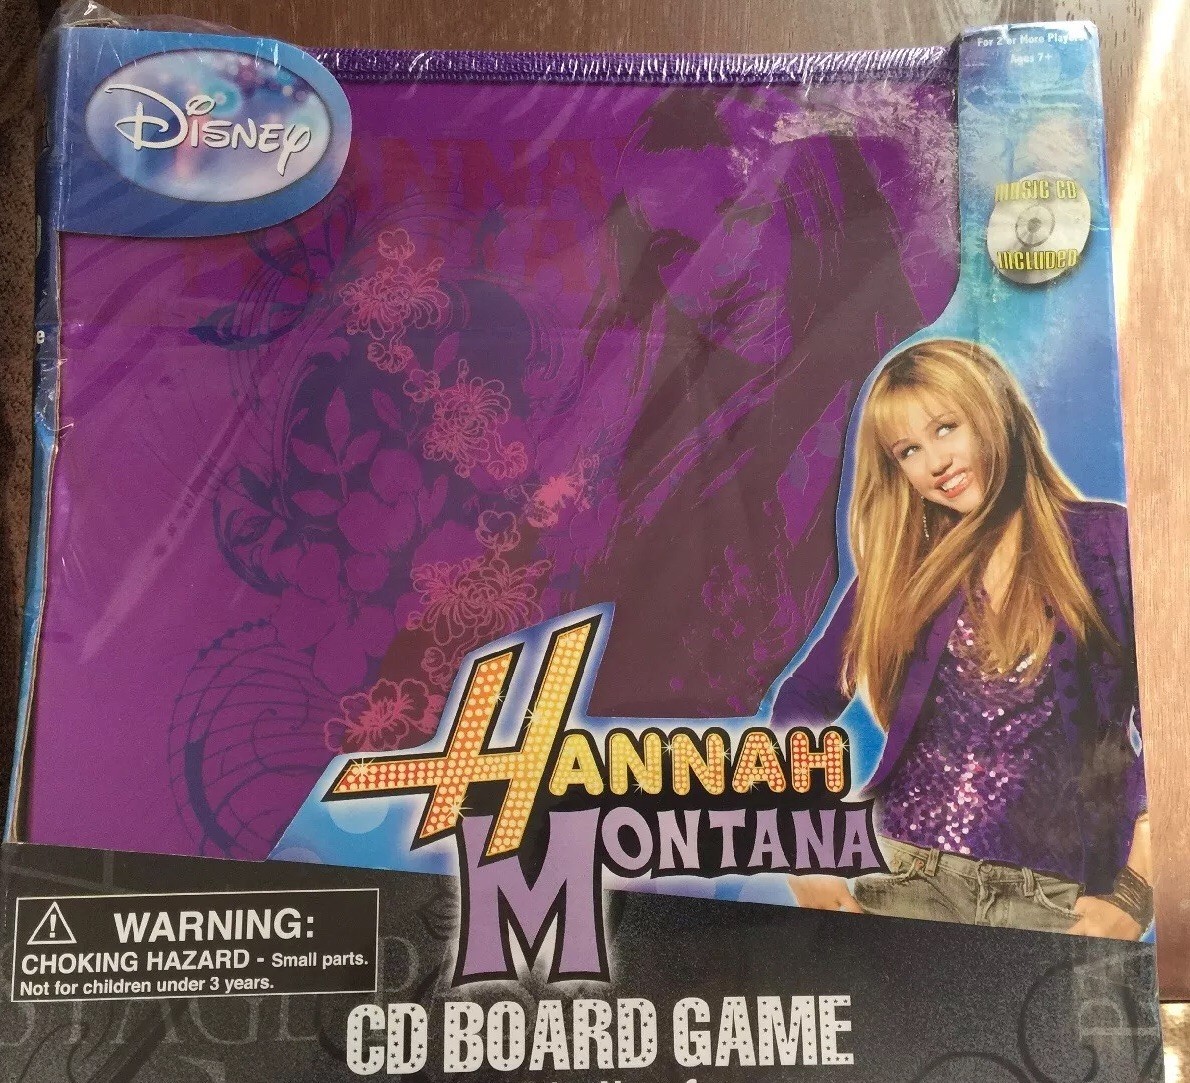 Disney
For 2 or More Players
Ages 7+
MUSIC CD
INCLUDED
HANNAH
MONTANA
WARNING:
CHOKING HAZARD - Small parts.
Not for children under 3 years.
CD BOARD GAME